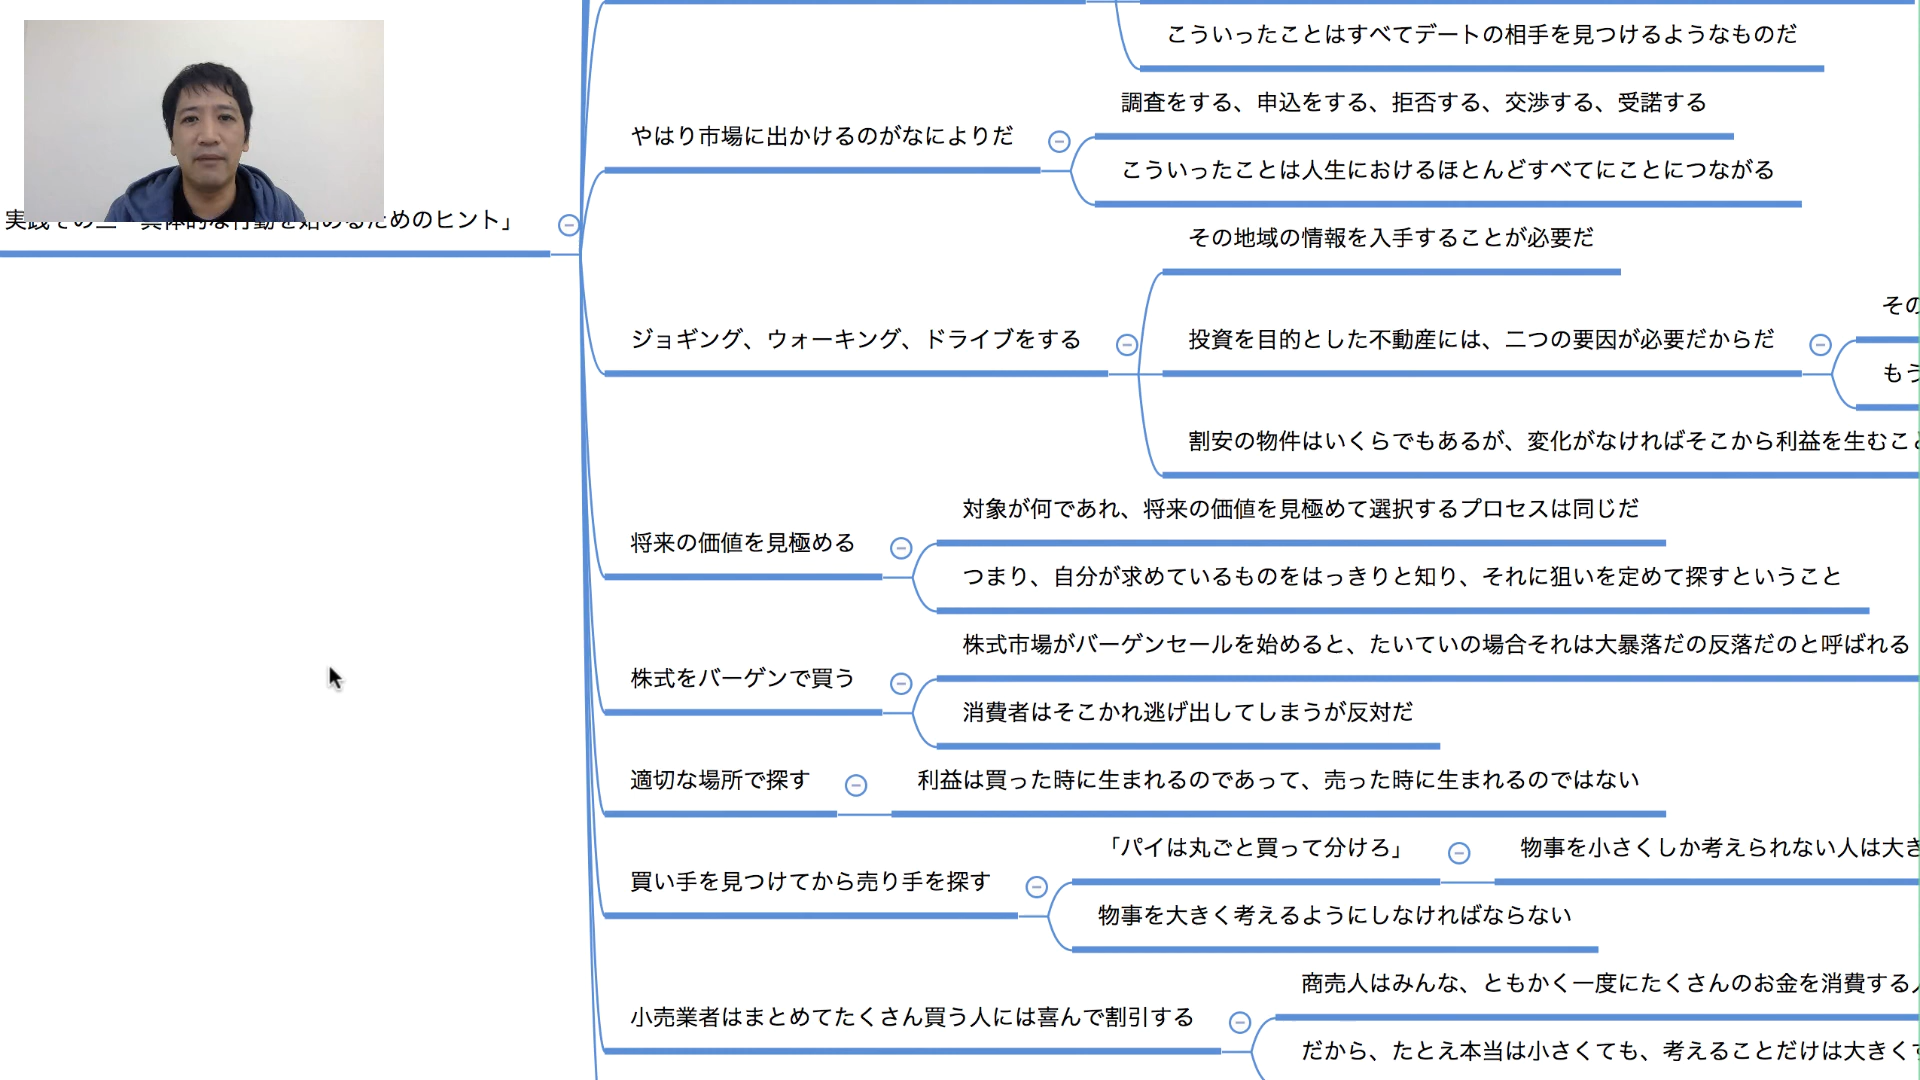 こういったことはすべてデートの相手を見つけるようなものだ
調査をする、申込をする、拒否する、交渉する、受諾する
やはり市場に出かけるのがなによりだ
こういったことは人生におけるほとんどすべてにことにつながる
実践その二 具体的な行動を始めるためのヒント」
その地域の情報を入手することが必要だ
その
ジョギング、ウォーキング、ドライブをする
投資を目的とした不動産には、二つの要因が必要だからだ
もう
割安の物件はいくらでもあるが、変化がなければそこから利益を生むこと
対象が何であれ、将来の価値を見極めて選択するプロセスは同じだ
将来の価値を見極める
つまり、自分が求めているものをはっきりと知り、それに狙いを定めて探すということ
株式市場がバーゲンセールを始めると、たいていの場合それは大暴落だの反落だのと呼ばれる
株式をバーゲンで買う
消費者はそこかれ逃げ出してしまうが反対だ
適切な場所で探す
利益は買った時に生まれるのであって、売った時に生まれるのではない
「パイは丸ごと買って分けろ」
物事を小さくしか考えられない人は大き
買い手を見つけてから売り手を探す
物事を大きく考えるようにしなければならない
商売人はみんな、ともかく一度にたくさんのお金を消費する
小売業者はまとめてたくさん買う人には喜んで割引する
だから、たとえ本当は小さくても、考えることだけは大きく